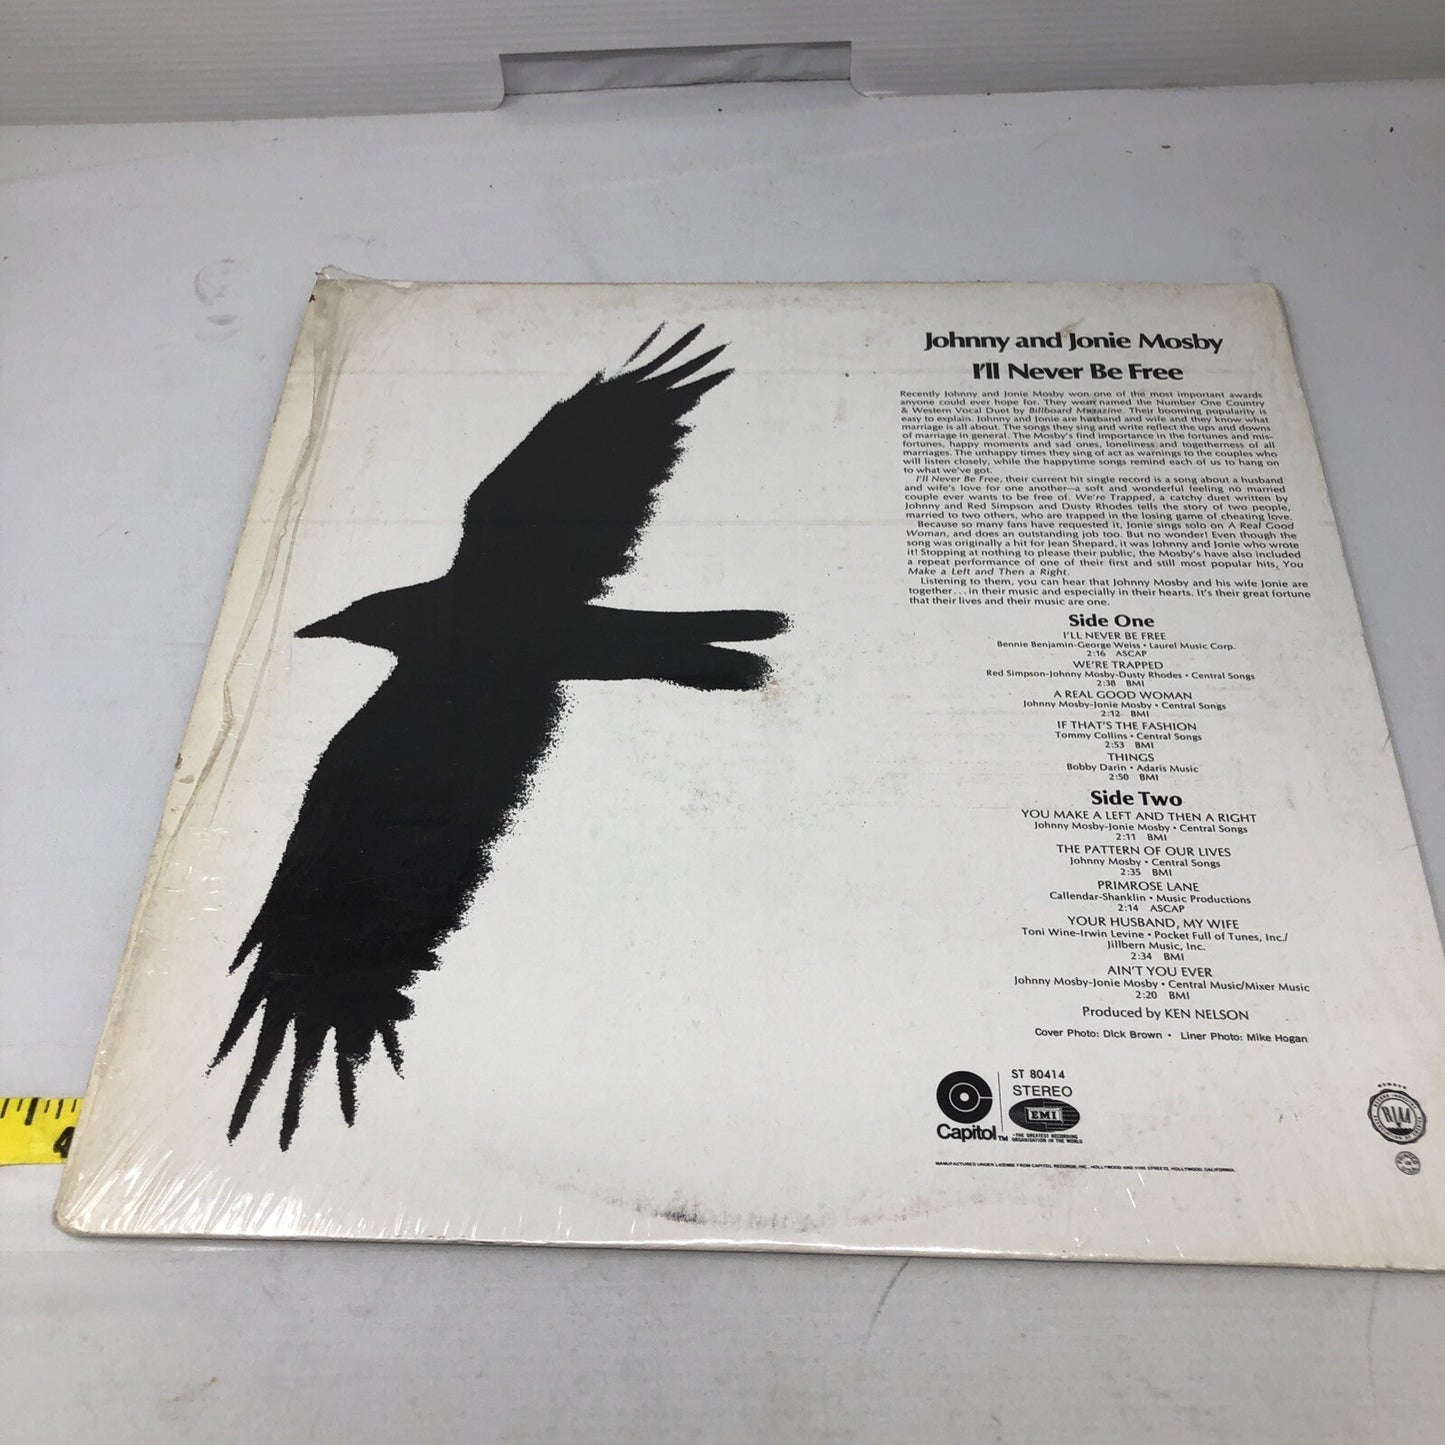 Johnny and Jonie Mosby
I'll Never Be Free
Recently Johnny and Jonie Mosby won one of the most important awards
anyone could ever hope for. They were named the Number One Country
& Western Vocal Duet by Billboard Magazine. Their booming popularity is
easy to explain. Johnny and Jonie are husband and wife and they know what
marriage is all about. The songs they sing and write reflect the ups and downs
of marriage in general. The Mosby's find importance in the fortunes and mis-
fortunes, happy moments and sad ones, loneliness and togetherness of all
marriages. The unhappy times they sing of act as warnings to the couples who
will listen closely, while the happytime songs remind each of us to hang on
to what we've got.
I'll Never Be Free, their current hit single record is a song about a husband
and wife's love for one another—a soft and wonderful feeling no married
couple ever wants to be free of. We're Trapped, a catchy duet written by
Johnny and Red Simpson and Dusty Rhodes tells the story of two people,
married to two others, who are trapped in the losing game of cheating love.
Because so many fans have requested it, Jonie sings solo on A Real Good
Woman, and does an outstanding job too. But no wonder! Even though the
song was originally a hit for Jean Shepard, it was Johnny and Jonie who wrote
it! Stopping at nothing to please their public, the Mosby's have also included
a repeat performance of one of their first and still most popular hits, You
Make a Left and Then a Right.
Listening to them, you can hear that Johnny Mosby and his wife Jonie are
together...in their music and especially in their hearts. It's their great fortune
that their lives and their music are one.
Side One
I'LL NEVER BE FREE
Bennie Benjamin-George Weiss • Laurel Music Corp.
2:16 ASCAP
WE'RE TRAPPED
Red Simpson-Johnny Mosby-Dusty Rhodes • Central Songs
2:38 BMI
A REAL GOOD WOMAN
Johnny Mosby-Jonie Mosby • Central Songs
2:12 BMI
IF THAT'S THE FASHION
Tommy Collins • Central Songs
2:53 BMI
THINGS
Bobby Darin • Adaris Music
2:50 BMI
Side Two
YOU MAKE A LEFT AND THEN A RIGHT
Johnny Mosby-Jonie Mosby • Central Songs
2:11 BMI
THE PATTERN OF OUR LIVES
Johnny Mosby • Central Songs
2:35 BMI
PRIMROSE LANE
Callendar-Shanklin • Music Productions
2:14 ASCAP
YOUR HUSBAND, MY WIFE
Toni Wine-Irwin Levine • Pocket Full of Tunes, Inc./
Jillbern Music, Inc.
2:34 BMI
AIN'T YOU EVER
Johnny Mosby-Jonie Mosby • Central Music/Mixer Music
2:20 BMI
Produced by KEN NELSON
Cover Photo: Dick Brown • Liner Photo: Mike Hogan
ST 80414
STEREO
EMI
Capitol™
THE GREATEST RECORDING
ORGANISATION IN THE WORLD
MANUFACTURED UNDER LICENSE FROM CAPITOL RECORDS, INC., HOLLYWOOD AND VINE STREETS, HOLLYWOOD, CALIFORNIA.
MEMBER
RIAA
4